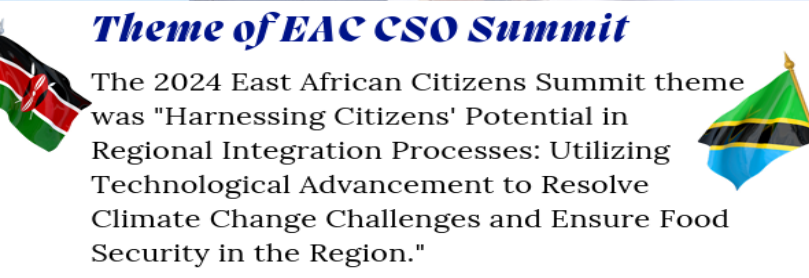 Theme of EAC CSO Summit
The 2024 East African Citizens Summit theme
was "Harnessing Citizens' Potential in
Regional Integration Processes: Utilizing
Technological Advancement to Resolve
Climate Change Challenges and Ensure Food
Security in the Region."